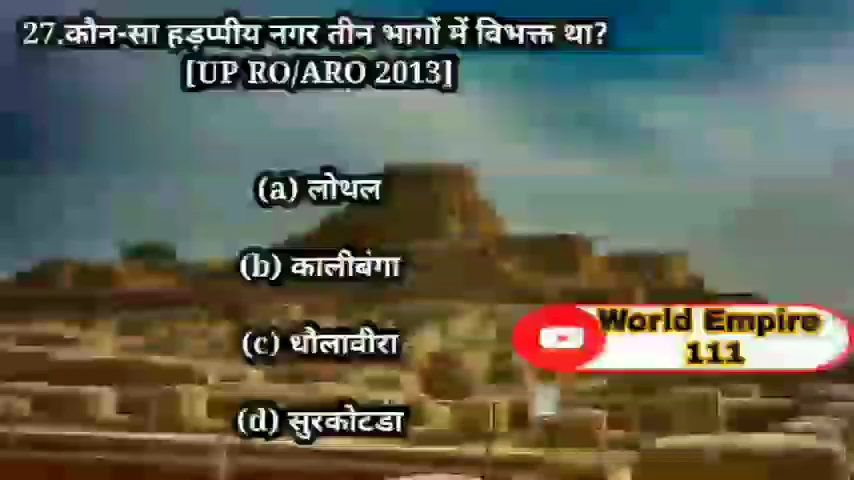 27.कौन-सा हड़प्पीय नगर तीन भागों में विभक्त था?
[UP RO/ARO 2013]
(a) लोथल
(b) कालीबंगा
(c) धौलावीरा
(d) सुरकोटडा
World Empire
111